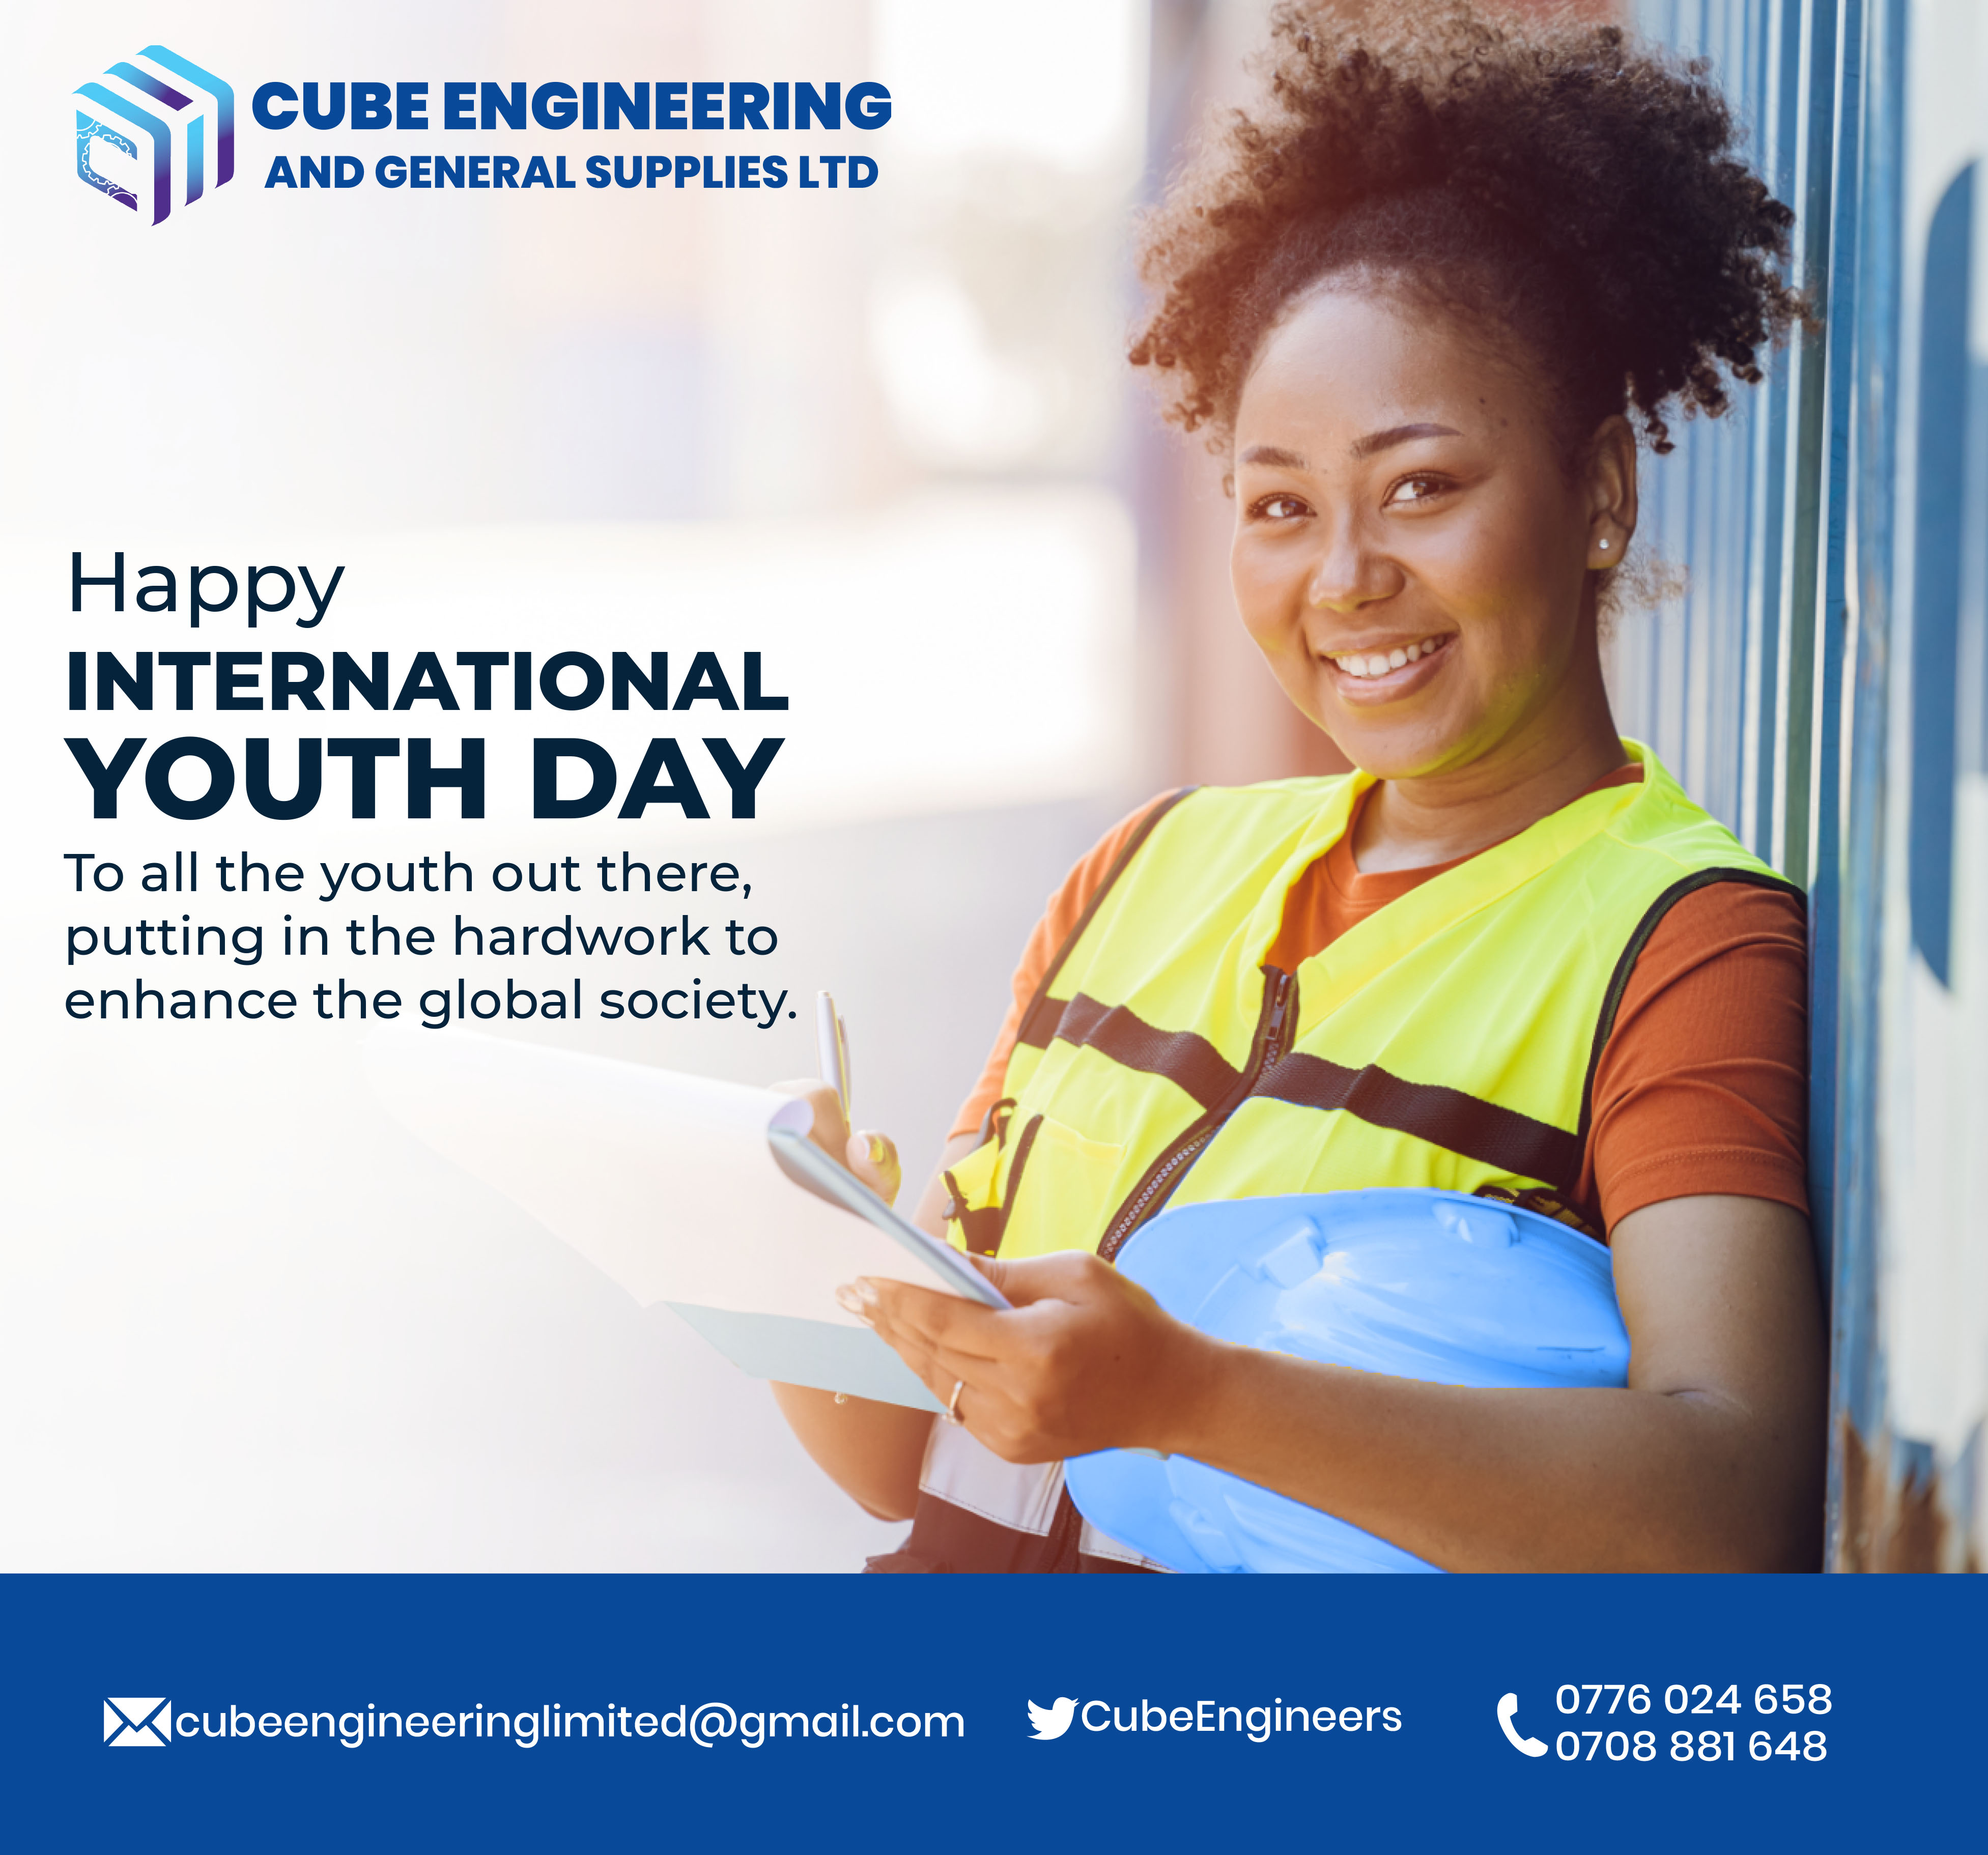 CUBE ENGINEERING
AND GENERAL SUPPLIES LTD
Happy
INTERNATIONAL
YOUTH DAY
To all the youth out there,
putting in the hardwork to
enhance the global society.
cubeengineeringlimited@gmail.com
CubeEngineers
0776 024 658
0708 881 648